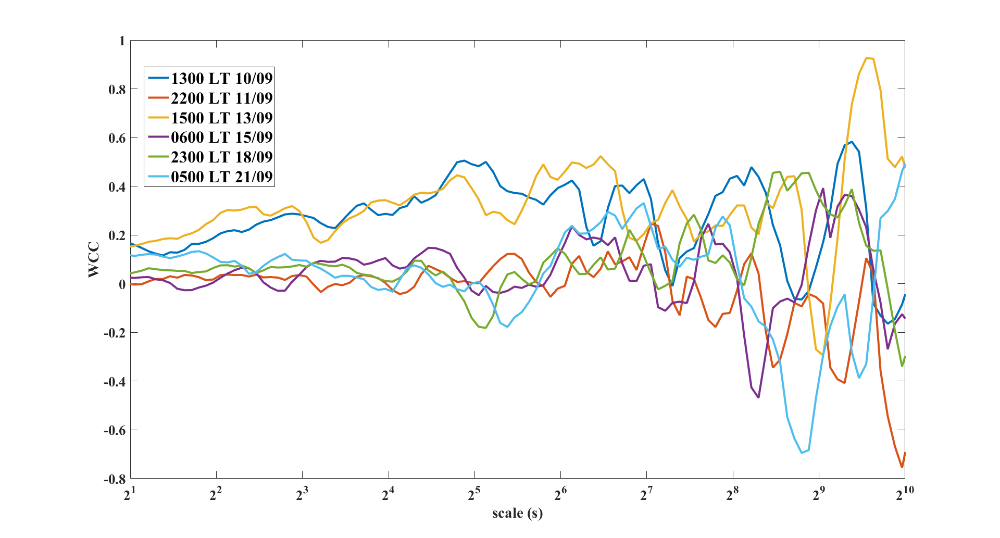 1
0.8
0.6
0.4
0.2
0
-0.2
-0.4
-0.6
-0.8
WCC
1300 LT 10/09
2200 LT 11/09
1500 LT 13/09
0600 LT 15/09
2300 LT 18/09
0500 LT 21/09
2^1 2^2 2^3 2^4 2^5 2^6 2^7 2^8 2^9 2^10
scale (s)